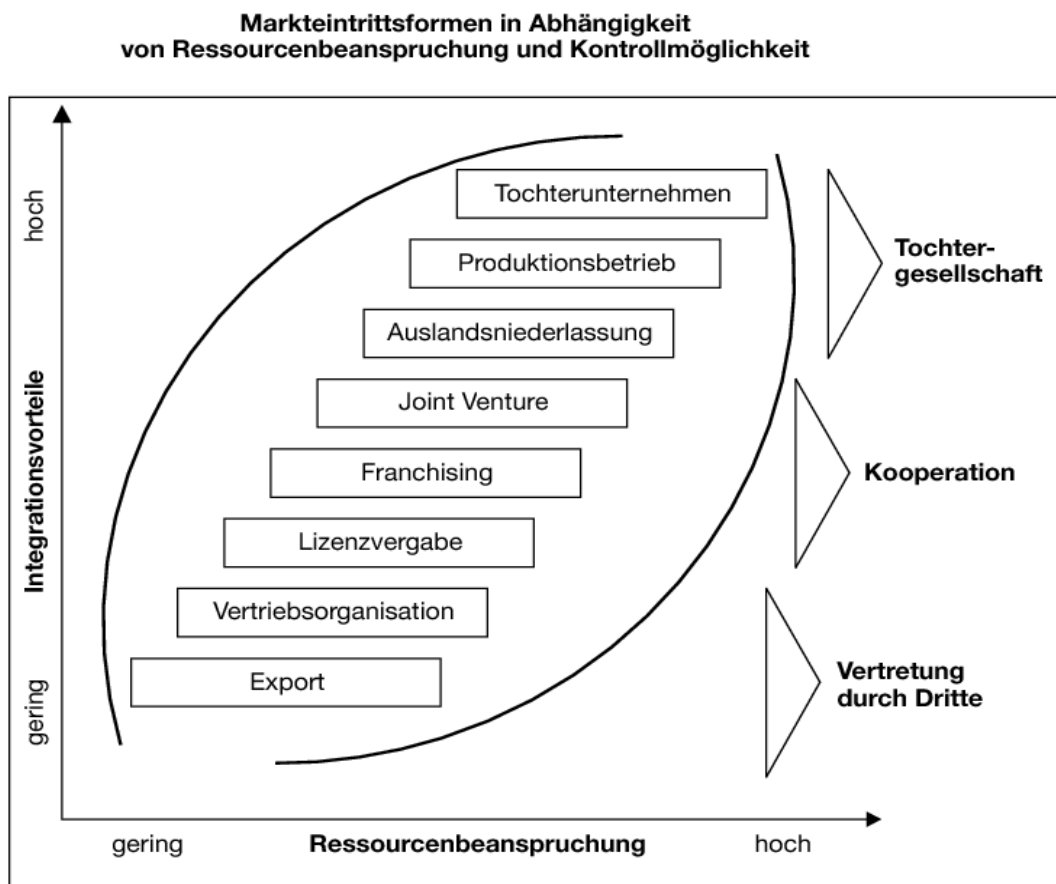 Markteintrittsformen in Abhängigkeit
von Ressourcenbeanspruchung und Kontrollmöglichkeit
hoch
Integrationsvorteile
gering
Tochterunternehmen
Produktionsbetrieb
Auslandsniederlassung
Joint Venture
Franchising
Lizenzvergabe
Vertriebsorganisation
Export
Tochter-
gesellschaft
Kooperation
Vertretung
durch Dritte
gering
Ressourcenbeanspruchung
hoch